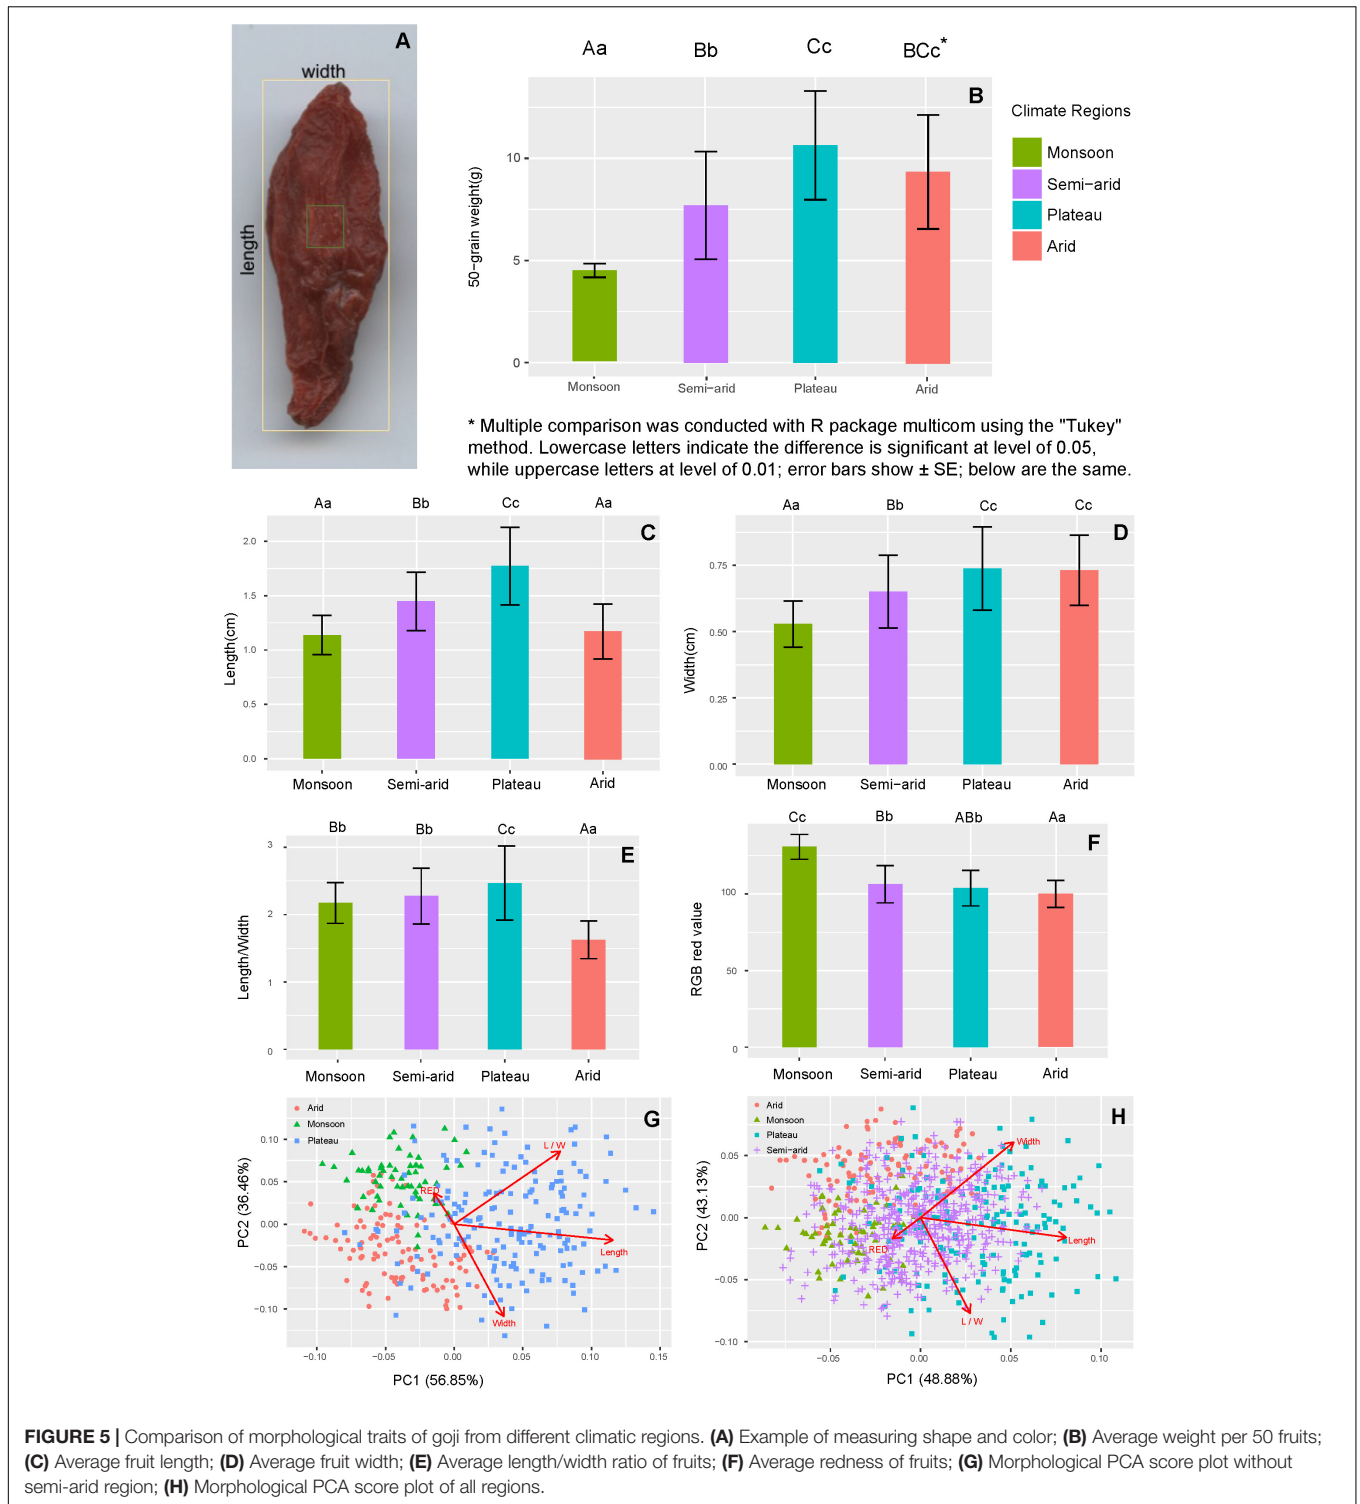 A
width
length
Aa Bb Cc BCc*
B
50-grain weight(g)
10
5
0
Monsoon Semi-arid Plateau Arid
Climate Regions
Monsoon
Semi-arid
Plateau
Arid
* Multiple comparison was conducted with R package multicom using the "Tukey"
method. Lowercase letters indicate the difference is significant at level of 0.05,
while uppercase letters at level of 0.01; error bars show ± SE; below are the same.
Aa Bb Cc Aa
C
Length(cm)
2.0
1.5
1.0
0.5
0.0
Monsoon Semi-arid Plateau Arid
Aa Bb Cc Cc
D
Width(cm)
0.75
0.50
0.25
0.00
Monsoon Semi-arid Plateau Arid
Bb Bb Cc Aa
E
Length/Width
3
2
1
0
Monsoon Semi-arid Plateau Arid
Cc Bb ABb Aa
F
RGB red value
100
50
0
Monsoon Semi-arid Plateau Arid
Arid
Monsoon
Plateau
G
L / W
RED
Length
Width
PC2 (36.46%)
0.10
0.05
0.00
-0.05
-0.10
-0.10 -0.05 0.00 0.05 0.10 0.15
PC1 (56.85%)
Arid
Monsoon
Plateau
Semi-arid
H
Width
RED
Length
L / W
PC2 (43.13%)
0.05
0.00
-0.05
-0.10
-0.05 0.00 0.05 0.10
PC1 (48.88%)
FIGURE 5 | Comparison of morphological traits of goji from different climatic regions. (A) Example of measuring shape and color; (B) Average weight per 50 fruits;
(C) Average fruit length; (D) Average fruit width; (E) Average length/width ratio of fruits; (F) Average redness of fruits; (G) Morphological PCA score plot without
semi-arid region; (H) Morphological PCA score plot of all regions.